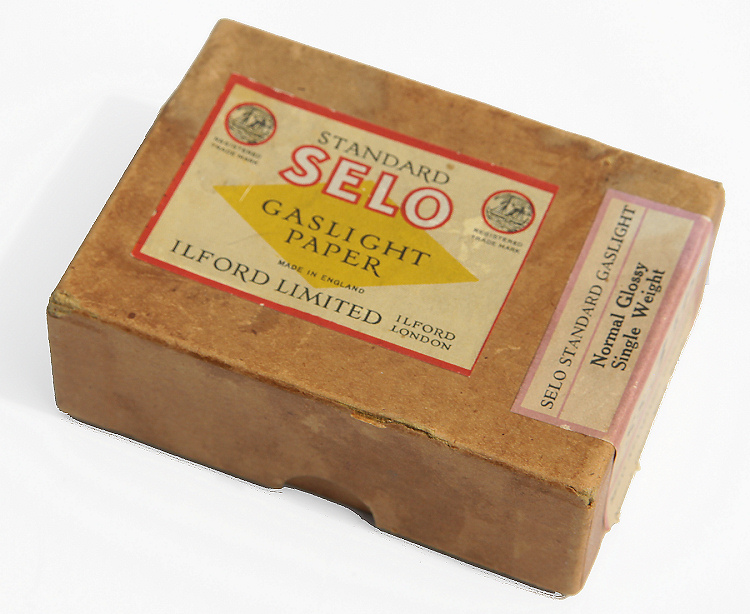 REGISTERED
TRADE MARK
STANDARD
SELO
REGISTERED
TRADE MARK
GASLIGHT
PAPER
MADE IN ENGLAND
ILFORD LIMITED
ILFORD
LONDON
SELO STANDARD GASLIGHT
Normal Glossy
Single Weight